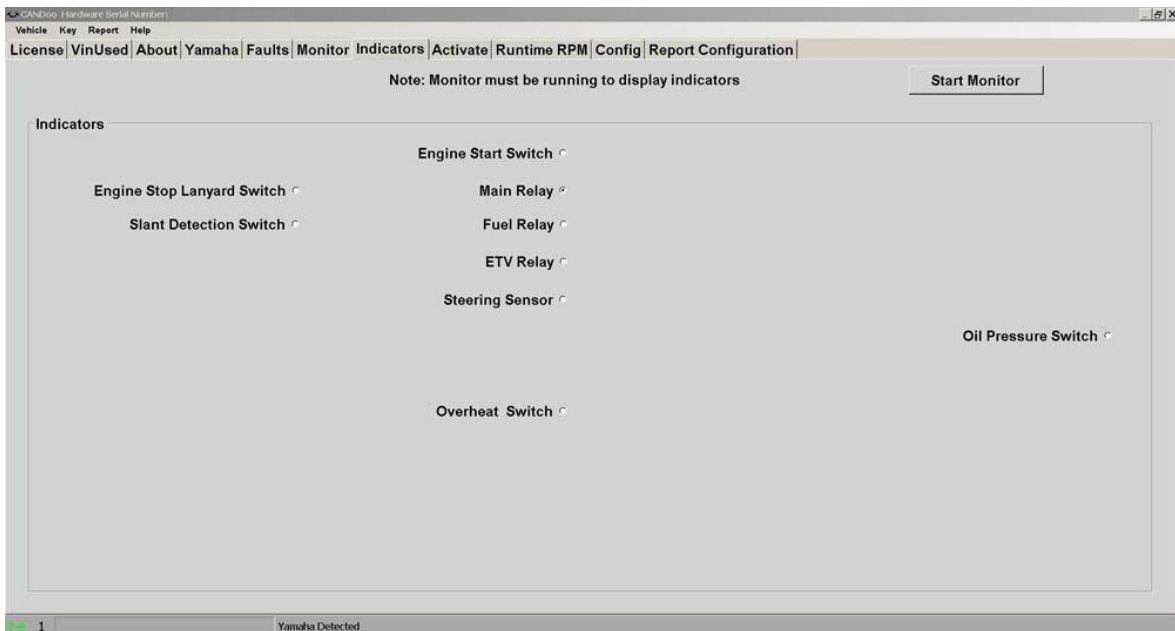 CANDoo Hardware Serial Number:
Vehicle Key Report Help
License VinUsed About Yamaha Faults Monitor Indicators Activate Runtime RPM Config Report Configuration
Note: Monitor must be running to display indicators
Start Monitor
Indicators
Engine Start Switch
Engine Stop Lanyard Switch
Main Relay
Slant Detection Switch
Fuel Relay
ETV Relay
Steering Sensor
Oil Pressure Switch
Overheat Switch
1
Yamaha Detected